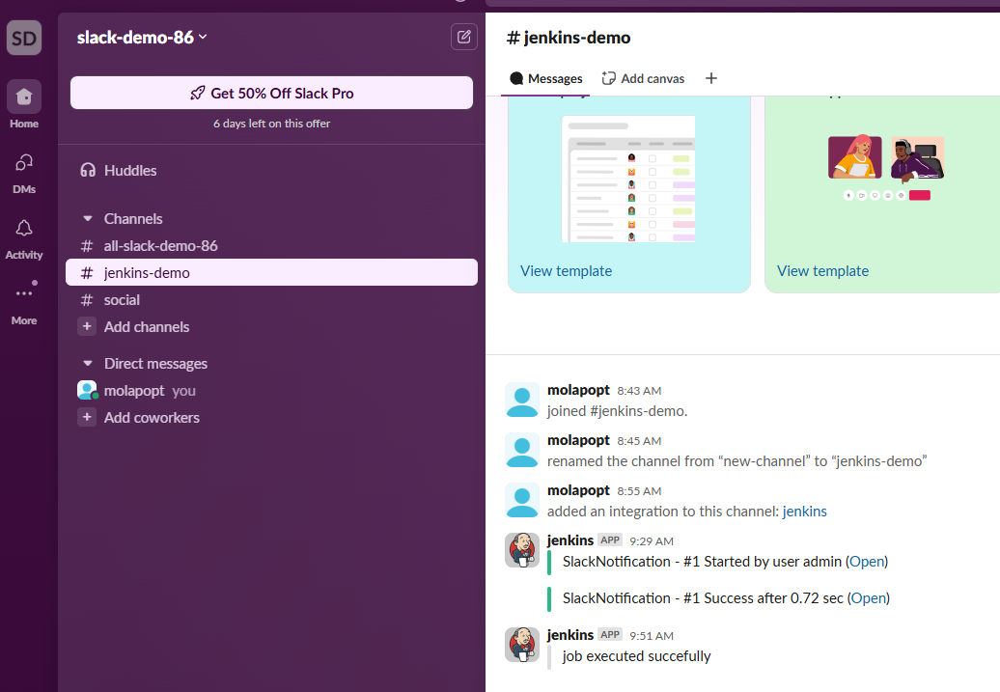 SD
Home
DMs
Activity
More
slack-demo-86
Get 50% Off Slack Pro
6 days left on this offer
Huddles
Channels
# all-slack-demo-86
# jenkins-demo
# social
+ Add channels
Direct messages
molapopt you
+ Add coworkers
# jenkins-demo
Messages
Add canvas
+
View template
View template
molapopt 8:43 AM
joined #jenkins-demo.
molapopt 8:45 AM
renamed the channel from “new-channel” to “jenkins-demo”
molapopt 8:55 AM
added an integration to this channel: jenkins
jenkins APP 9:29 AM
SlackNotification - #1 Started by user admin (Open)
SlackNotification - #1 Success after 0.72 sec (Open)
jenkins APP 9:51 AM
job executed succefully